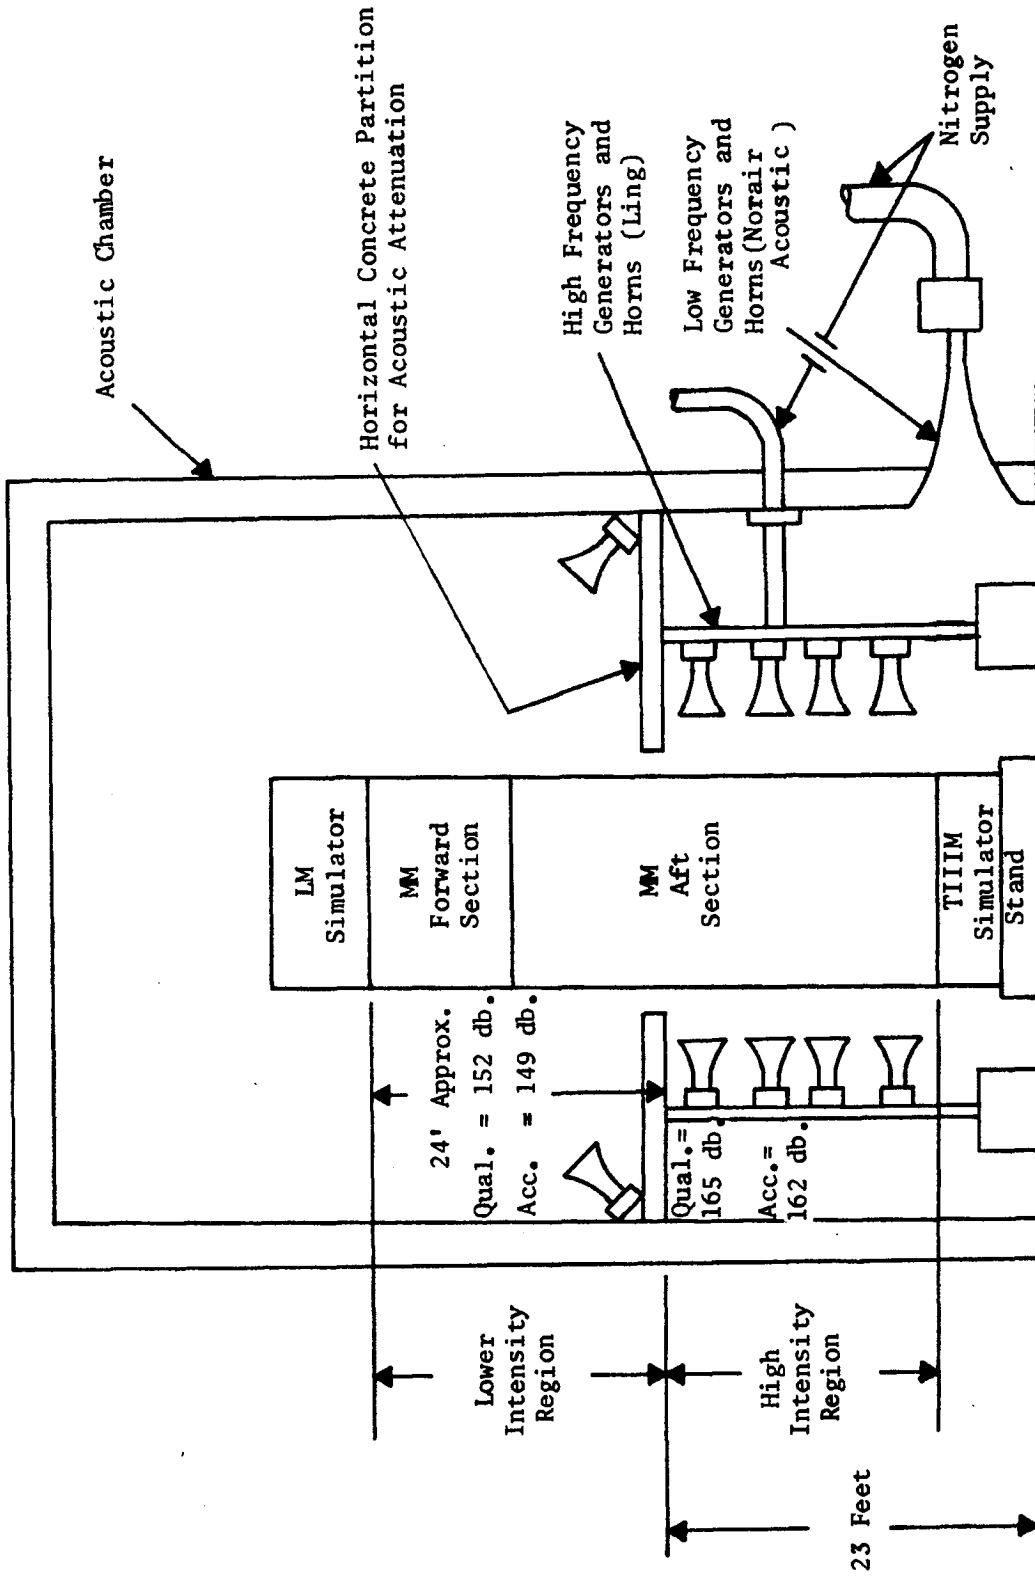 Acoustic Chamber
Horizontal Concrete Partition
for Acoustic Attenuation
High Frequency
Generators and
Horns (Ling)
Low Frequency
Generators and
Horns(Norair
Acoustic )
Nitrogen
Supply
LM
Simulator
MM
Forward
Section
MM
Aft
Section
TIIIM
Simulator
Stand
24' Approx.
Qual. = 152 db.
Acc. = 149 db.
Qual.=
165 db.
Acc.=
162 db.
Lower
Intensity
Region
High
Intensity
Region
23 Feet